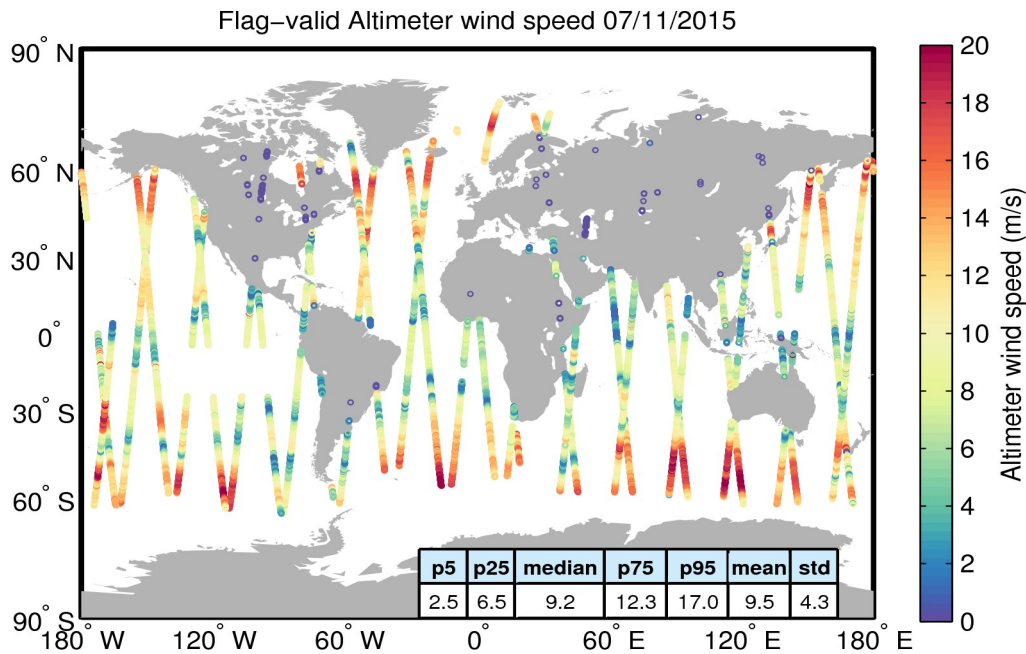 Flag−valid Altimeter wind speed 07/11/2015
90° N
60° N
30° N
0°
30° S
60° S
90° S
180° W
120° W
60° W
0°
60° E
120° E
180° E
p5 p25 median p75 p95 mean std
2.5 6.5 9.2 12.3 17.0 9.5 4.3
20
18
16
14
12
10
8
6
4
2
0
Altimeter wind speed (m/s)